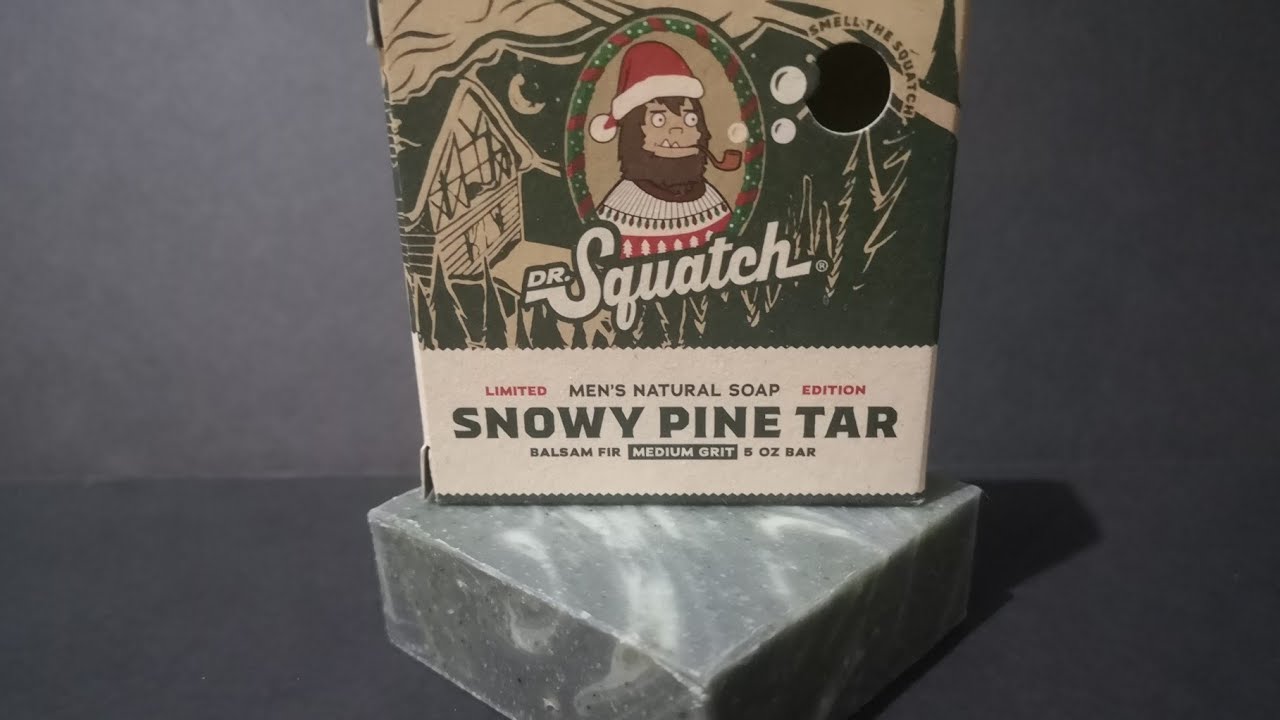 SMELL THE SQUATCH
DR. Squatch®
LIMITED MEN'S NATURAL SOAP EDITION
SNOWY PINE TAR
BALSAM FIR MEDIUM GRIT 5 OZ BAR